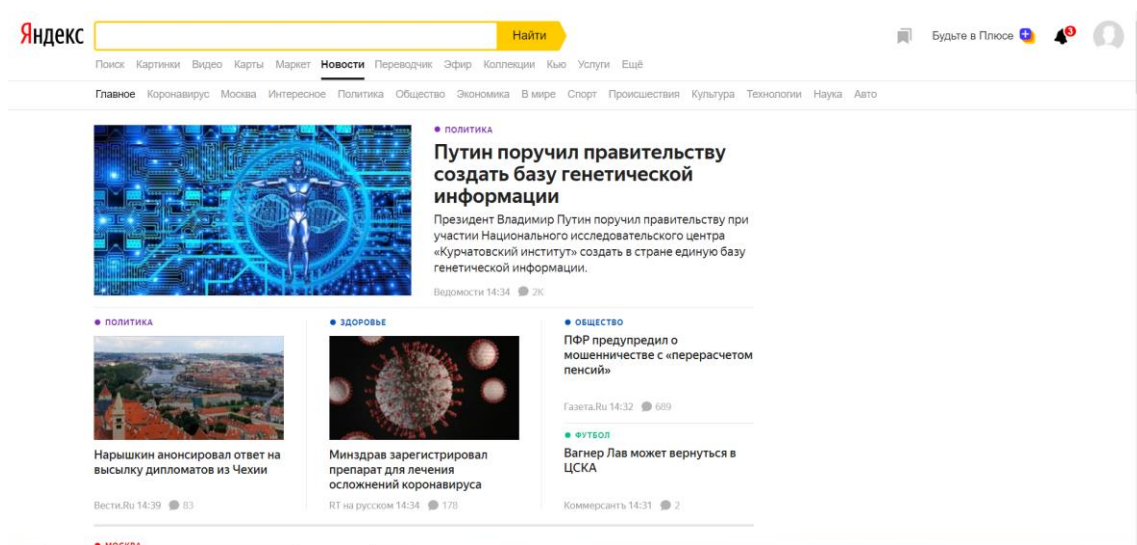 Яндекс
Найти
Будьте в Плюсе
3
Поиск Картинки Видео Карты Маркет Новости Переводчик Эфир Коллекции Кью Услуги Ещё
Главное Коронавирус Москва Интересное Политика Общество Экономика В мире Спорт Происшествия Культура Технологии Наука Авто
ПОЛИТИКА
Путин поручил правительству
создать базу генетической
информации
Президент Владимир Путин поручил правительству при
участии Национального исследовательского центра
«Курчатовский институт» создать в стране единую базу
генетической информации.
Ведомости 14:34 2K
ПОЛИТИКА
Нарышкин анонсировал ответ на
высылку дипломатов из Чехии
Вести.Ru 14:39 83
ЗДОРОВЬЕ
Минздрав зарегистрировал
препарат для лечения
осложнений коронавируса
RT на русском 14:34 178
ОБЩЕСТВО
ПФР предупредил о
мошенничестве с «перерасчетом
пенсий»
Газета.Ru 14:32 689
ФУТБОЛ
Вагнер Лав может вернуться в
ЦСКА
Коммерсантъ 14:31 2
МОСКВА